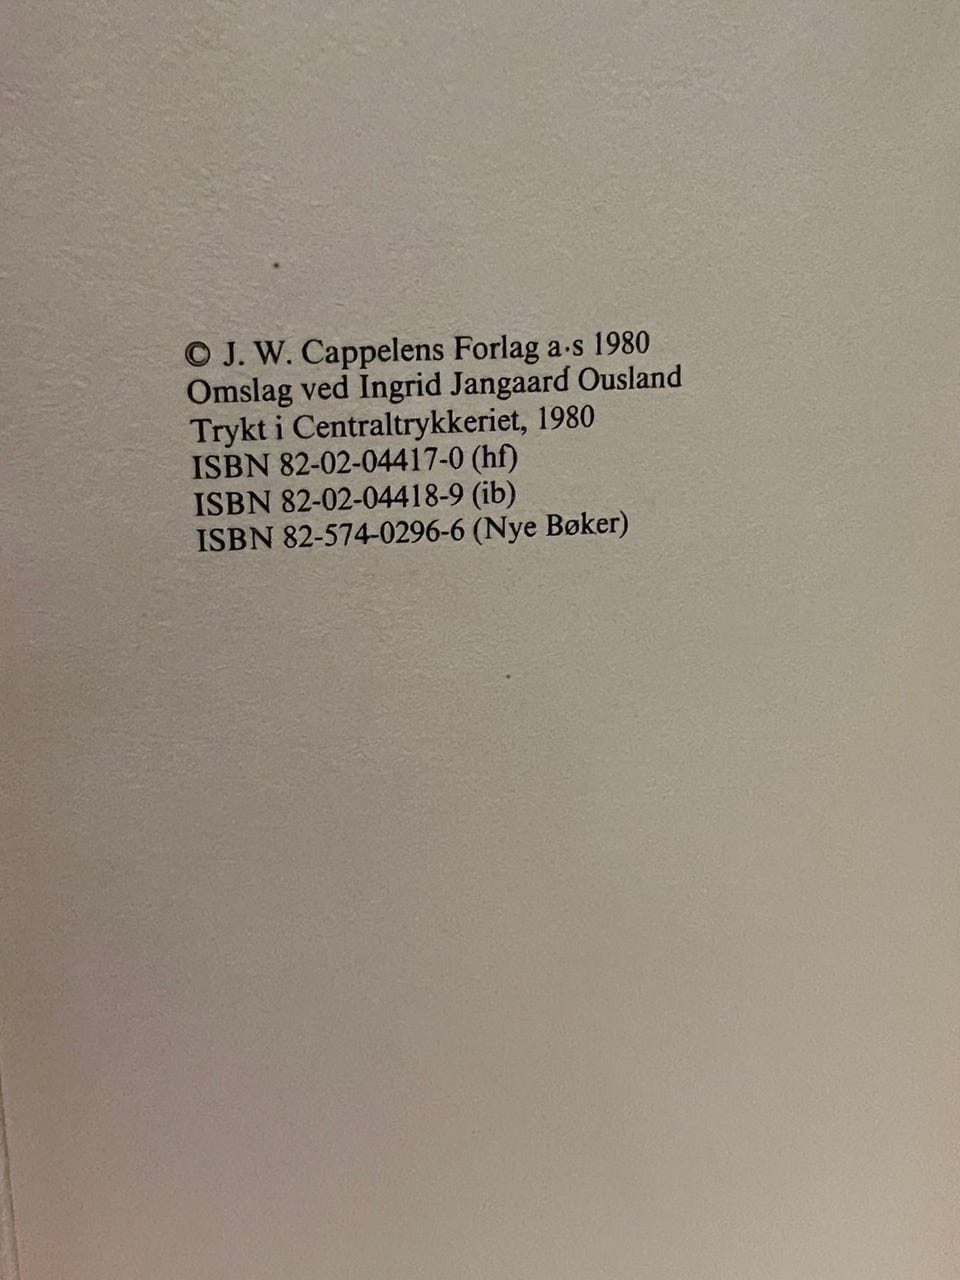 © J. W. Cappelens Forlag a·s 1980
Omslag ved Ingrid Jangaard Ousland
Trykt i Centraltrykkeriet, 1980
ISBN 82-02-04417-0 (hf)
ISBN 82-02-04418-9 (ib)
ISBN 82-574-0296-6 (Nye Bøker)